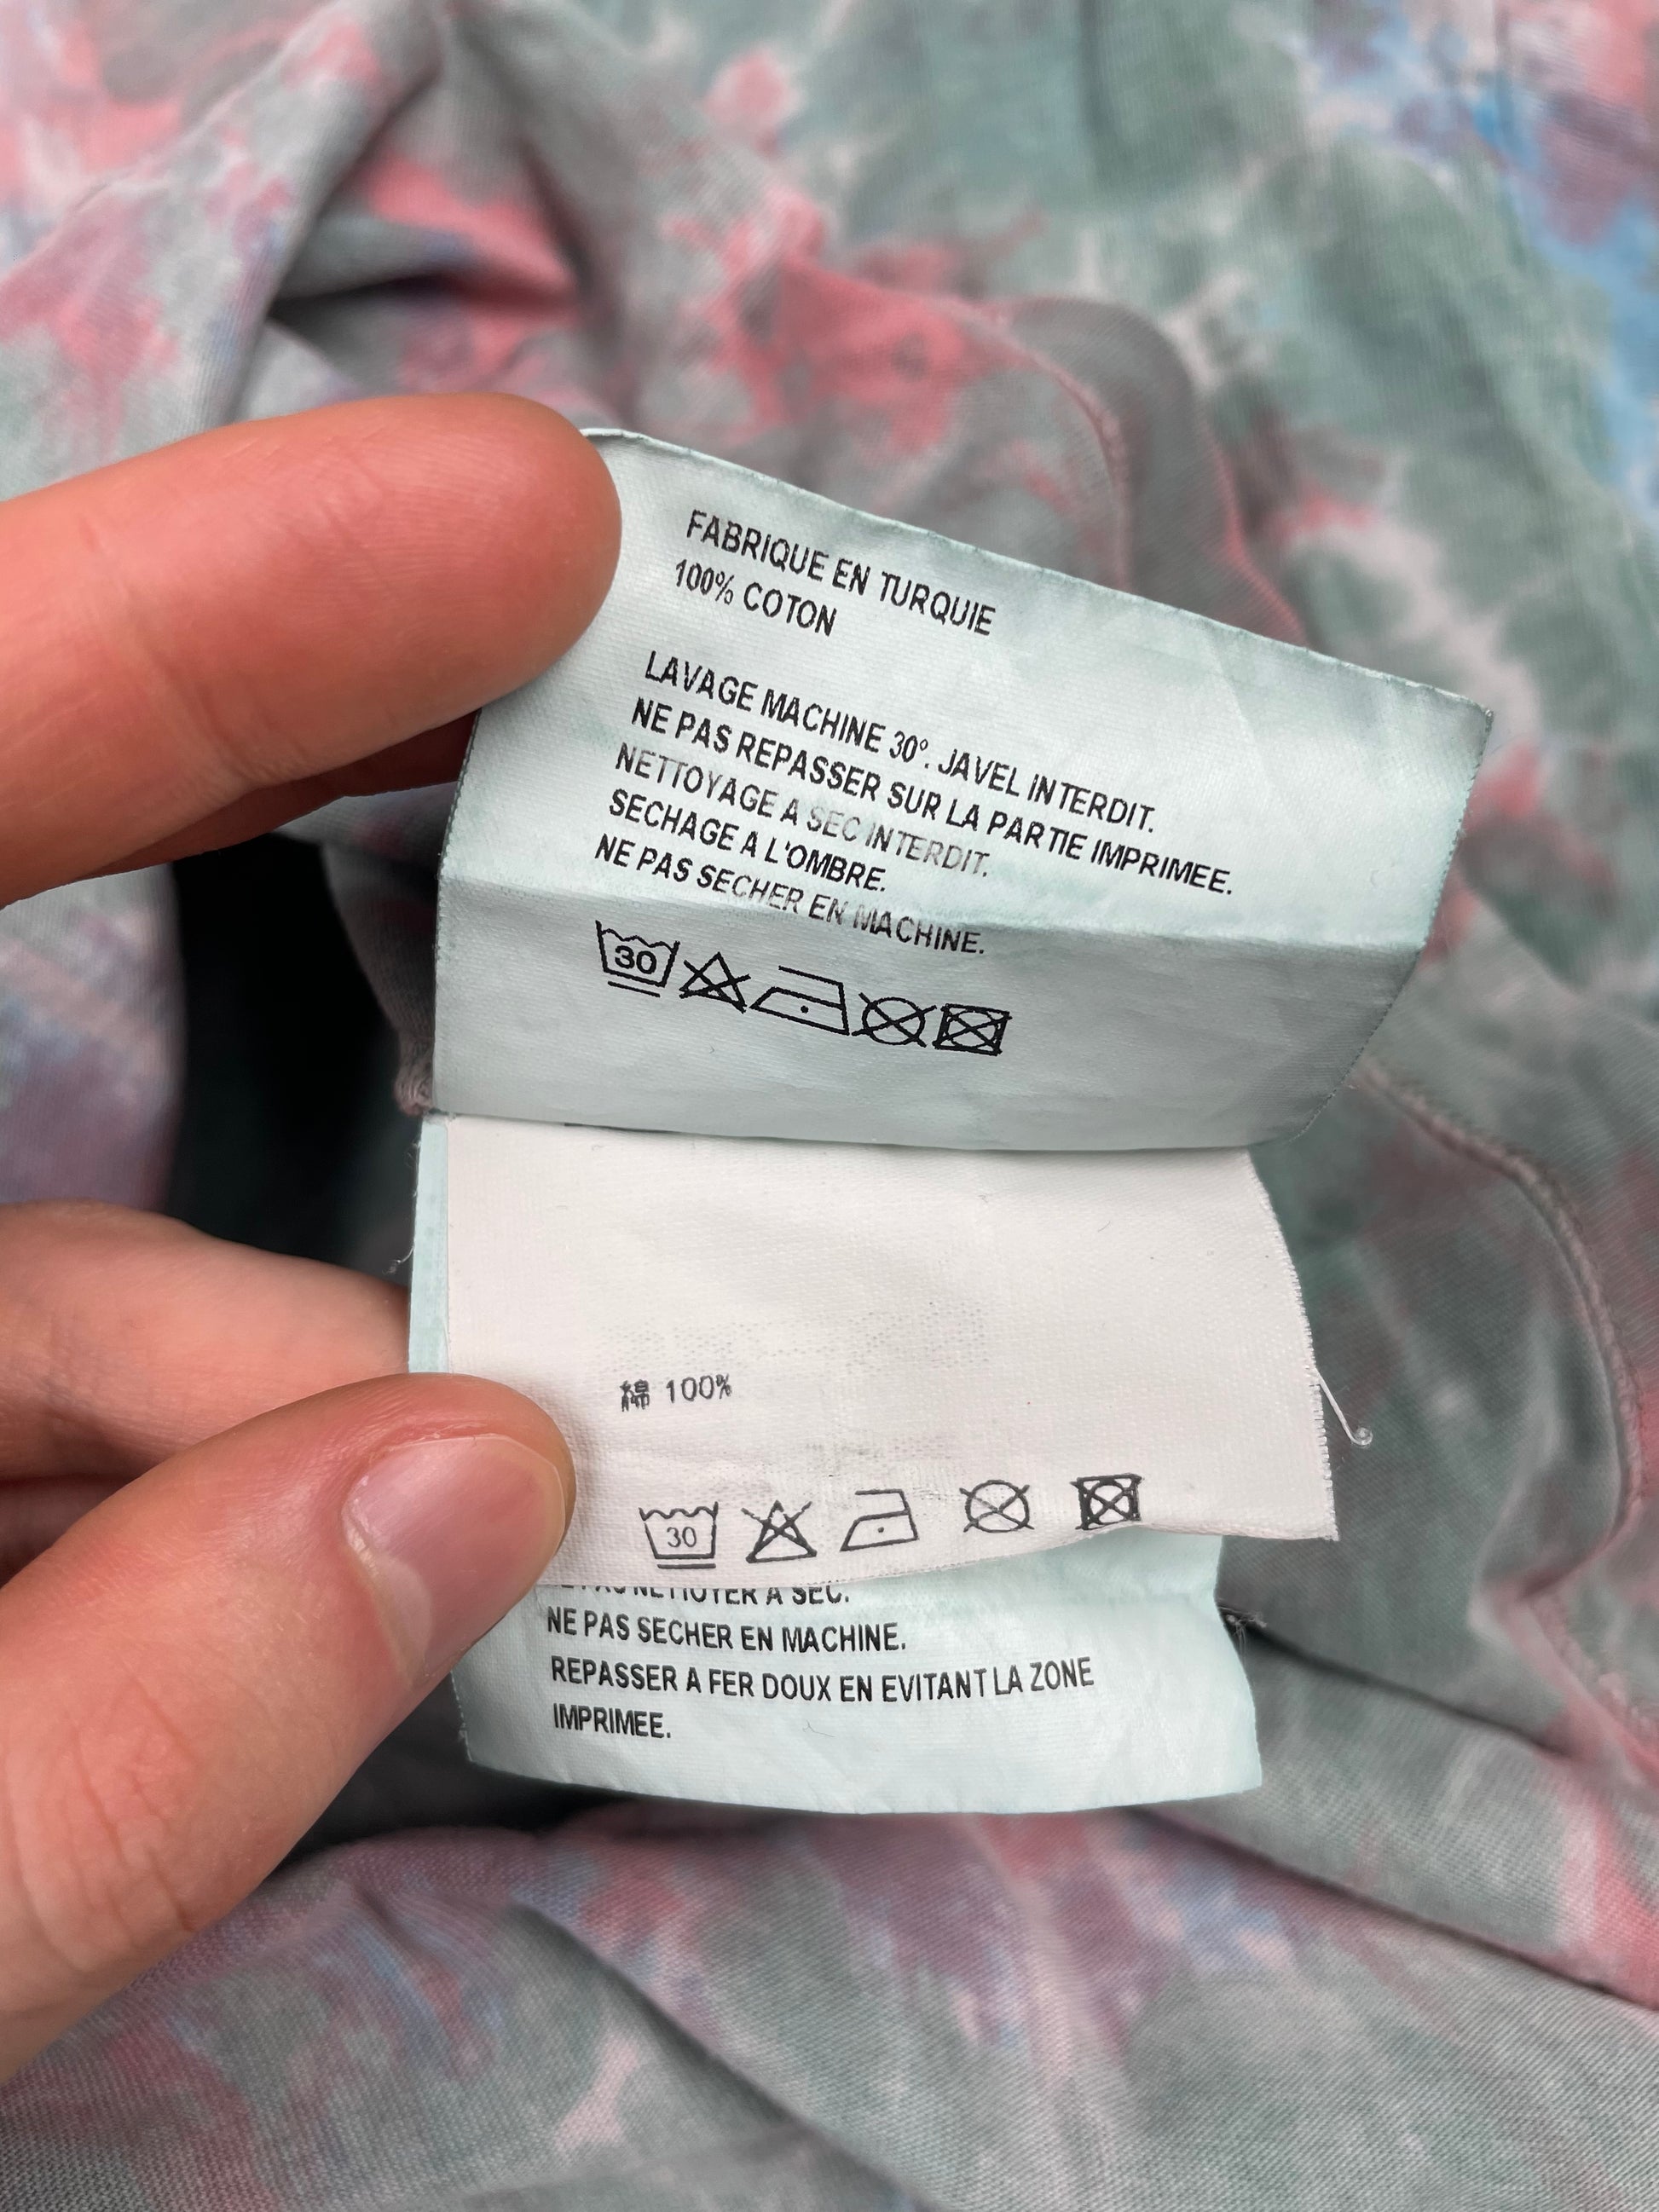 FABRIQUE EN TURQUIE
100% COTON
LAVAGE MACHINE 30°. JAVEL INTERDIT.
NE PAS REPASSER SUR LA PARTIE IMPRIMEE.
NETTOYAGE A SEC INTERDIT.
SECHAGE A L'OMBRE.
NE PAS SECHER EN MACHINE.
30
綿 100%
30
NETTOYER A SEC.
NE PAS SECHER EN MACHINE.
REPASSER A FER DOUX EN EVITANT LA ZONE
IMPRIMEE.